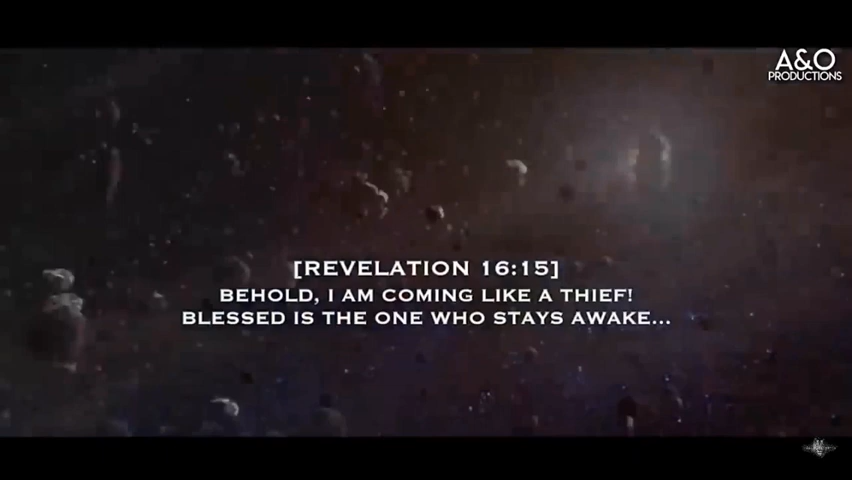 A&O
PRODUCTIONS
[REVELATION 16:15]
BEHOLD, I AM COMING LIKE A THIEF!
BLESSED IS THE ONE WHO STAYS AWAKE...